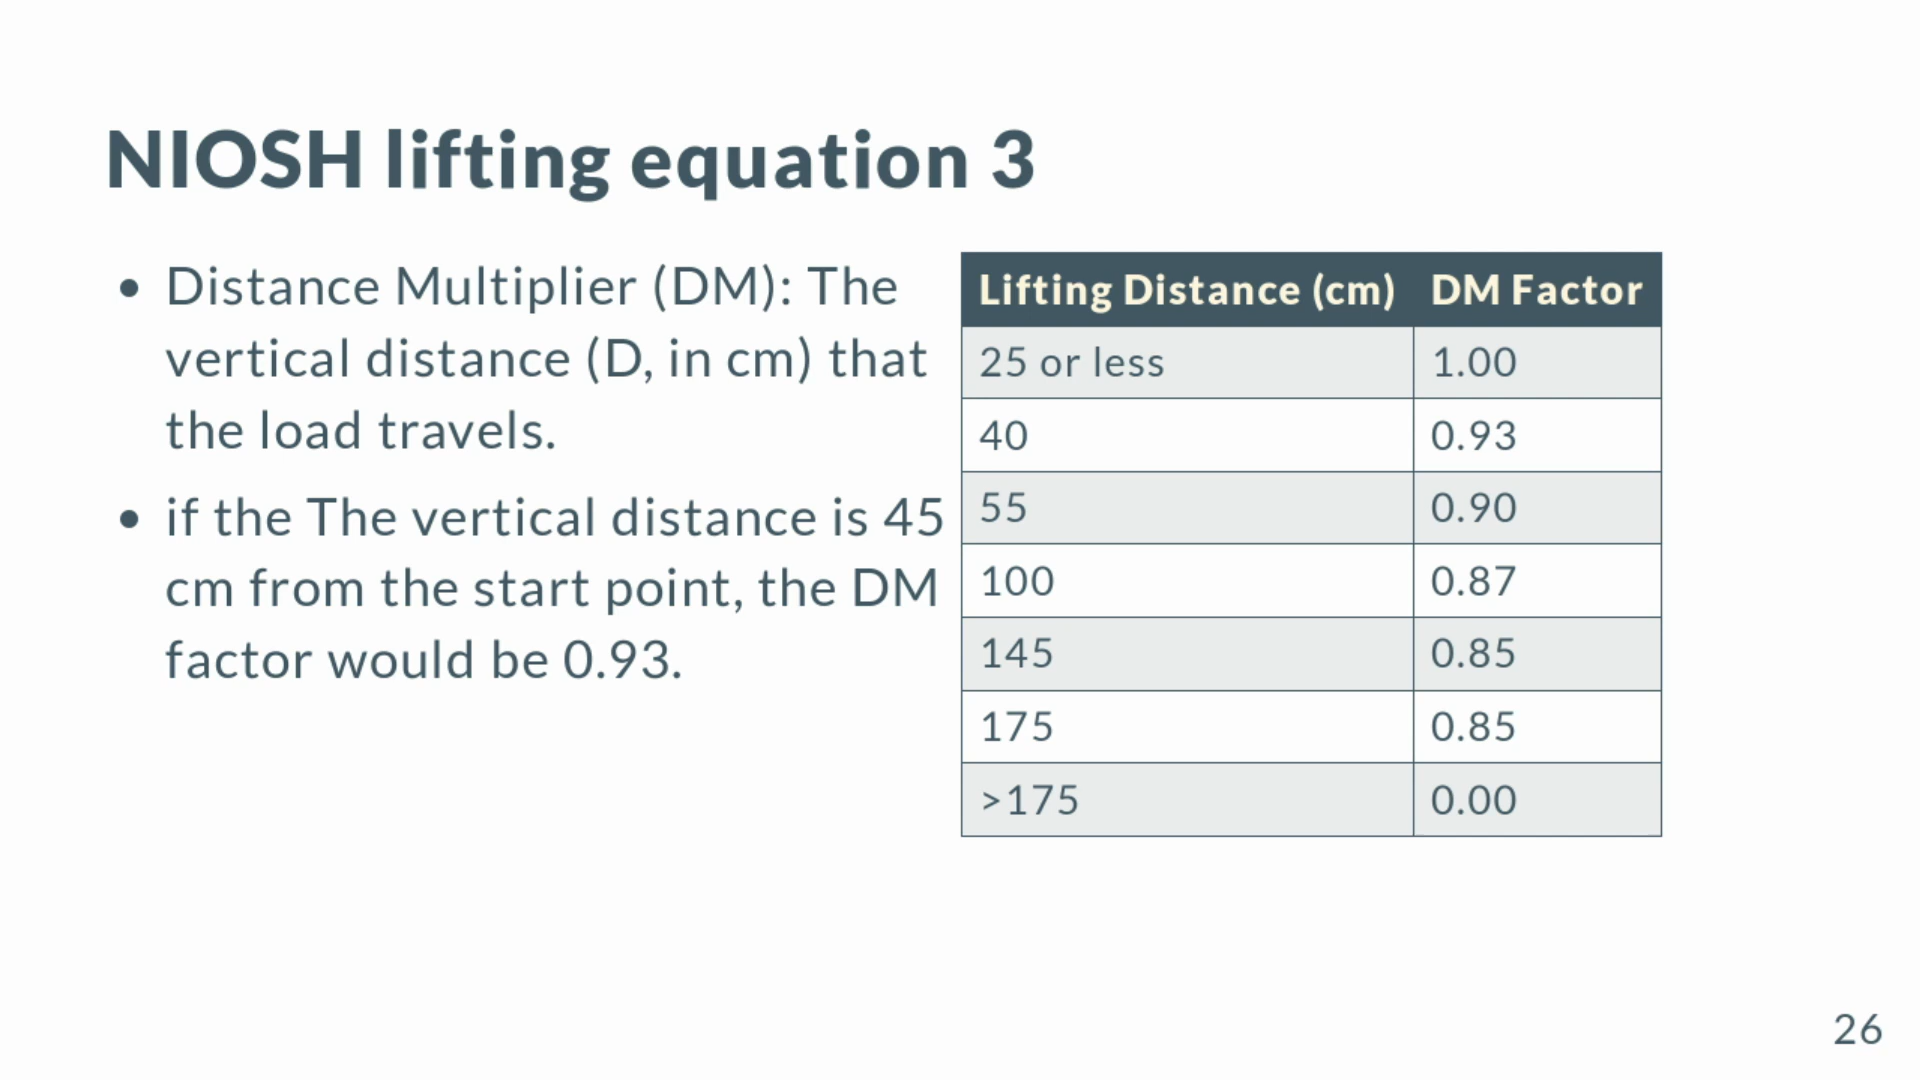 NIOSH lifting equation 3
• Distance Multiplier (DM): The
vertical distance (D, in cm) that
the load travels.
• if the The vertical distance is 45
cm from the start point, the DM
factor would be 0.93.
Lifting Distance (cm) DM Factor
25 or less 1.00
40 0.93
55 0.90
100 0.87
145 0.85
175 0.85
>175 0.00
26